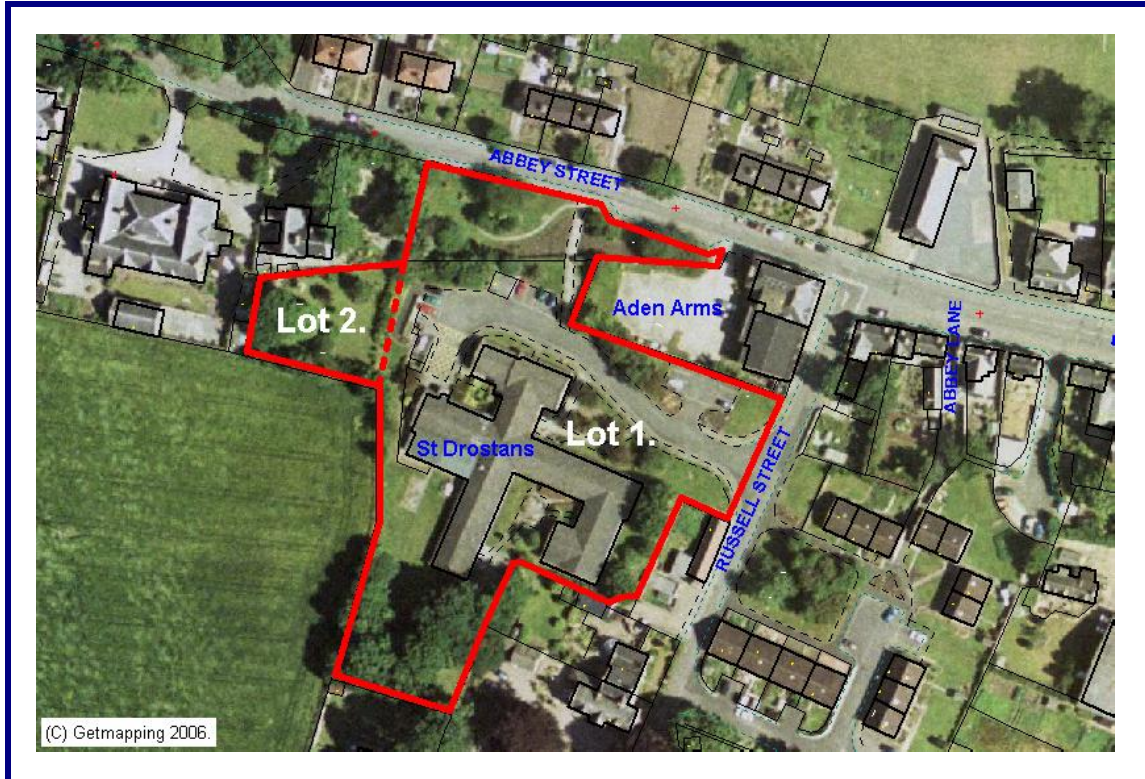 ABBEY STREET
Aden Arms
Lot 2.
ABBEY LANE
Lot 1.
St Drostans
RUSSELL STREET
(C) Getmapping 2006.